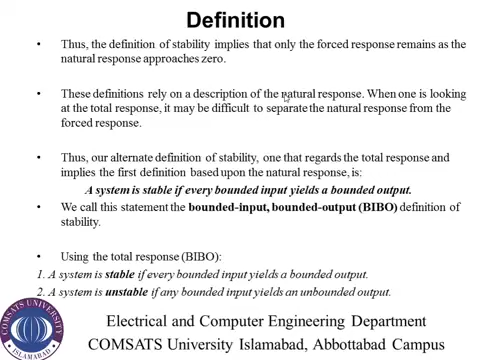 Definition
• Thus, the definition of stability implies that only the forced response remains as the
natural response approaches zero.
• These definitions rely on a description of the natural response. When one is looking
at the total response, it may be difficult to separate the natural response from the
forced response.
• Thus, our alternate definition of stability, one that regards the total response and
implies the first definition based upon the natural response, is:
A system is stable if every bounded input yields a bounded output.
• We call this statement the bounded-input, bounded-output (BIBO) definition of
stability.
• Using the total response (BIBO):
1. A system is stable if every bounded input yields a bounded output.
2. A system is unstable if any bounded input yields an unbounded output.
COMSATS UNIVERSITY
ISLAMABAD
Electrical and Computer Engineering Department
COMSATS University Islamabad, Abbottabad Campus